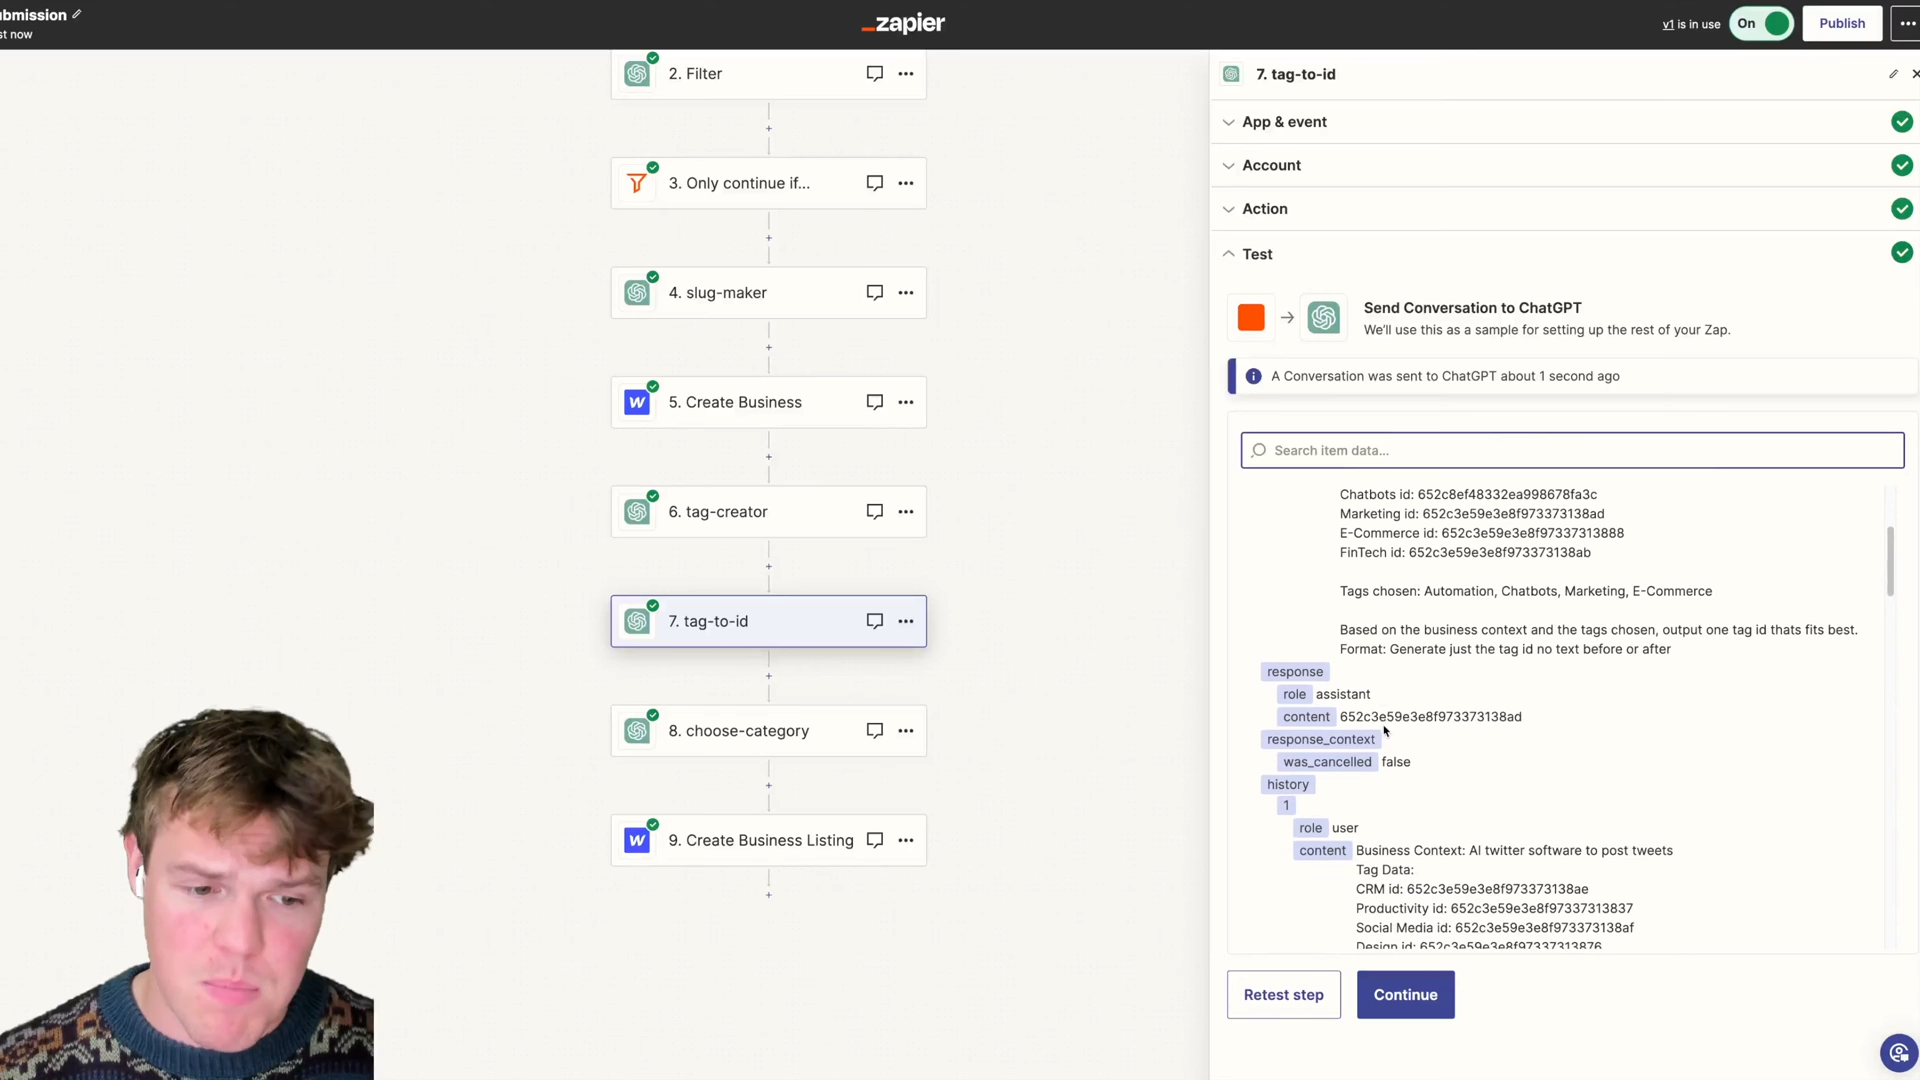 ubmission
st now
zapier
v1 is in use
On
Publish
2. Filter
3. Only continue if...
4. slug-maker
5. Create Business
6. tag-creator
7. tag-to-id
8. choose-category
9. Create Business Listing
7. tag-to-id
App & event
Account
Action
Test
Send Conversation to ChatGPT
We'll use this as a sample for setting up the rest of your Zap.
A Conversation was sent to ChatGPT about 1 second ago
Search item data...
Chatbots id: 652c8ef48332ea998678fa3c
Marketing id: 652c3e59e3e8f973373138ad
E-Commerce id: 652c3e59e3e8f97337313888
FinTech id: 652c3e59e3e8f973373138ab
Tags chosen: Automation, Chatbots, Marketing, E-Commerce
Based on the business context and the tags chosen, output one tag id thats fits best.
Format: Generate just the tag id no text before or after
response
role assistant
content 652c3e59e3e8f973373138ad
response_context
was_cancelled false
history
1
role user
content Business Context: AI twitter software to post tweets
Tag Data:
CRM id: 652c3e59e3e8f973373138ae
Productivity id: 652c3e59e3e8f97337313837
Social Media id: 652c3e59e3e8f973373138af
Design id: 652c3e59e3e8f97337313876
Retest step
Continue